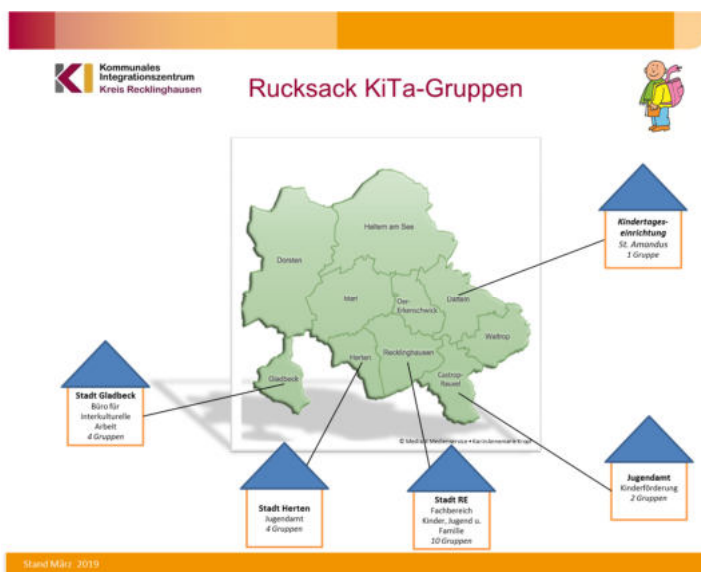 Kommunales
Integrationszentrum
Kreis Recklinghausen
Rucksack KiTa-Gruppen
Kindertages-
einrichtung
St. Amandus
1 Gruppe
Haltern am See
Dorsten
Marl
Oer-
Erkenschwick
Datteln
Waltrop
Herten
Recklinghausen
Castrop-
Rauxel
Gladbeck
Stadt Gladbeck
Büro für
Interkulturelle
Arbeit
4 Gruppen
Stadt Herten
Jugendamt
4 Gruppen
Stadt RE
Fachbereich
Kinder, Jugend u.
Familie
10 Gruppen
Jugendamt
Kinderförderung
2 Gruppen
Stand März 2019